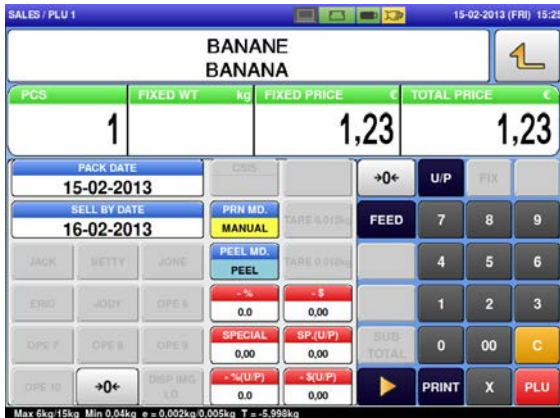 SALES / PLU 1
15-02-2013 (FRI) 15:25
BANANE
BANANA
PCS FIXED WT kg FIXED PRICE € TOTAL PRICE €
1 1,23 1,23
PACK DATE
15-02-2013
CSIS
→0← U/P FIX
SELL BY DATE
16-02-2013
PRN MD.
MANUAL
TARE 0.012kg
FEED 7 8 9
JACK BETTY JONE
PEEL MD.
PEEL
4 5 6
ERIC JODY OPE 6
- %
0.0
- $
0,00
1 2 3
OPE 7 OPE 8 OPE 9
SPECIAL
0,00
SP.(U/P)
0,00
SUB
TOTAL
0 00 C
OPE 10 →0← DISP IMG
- %(U/P)
0.0
- $(U/P)
0,00
PRINT X PLU
Max 6kg/15kg Min 0,04kg e = 0,002kg/0,005kg T = -5,998kg